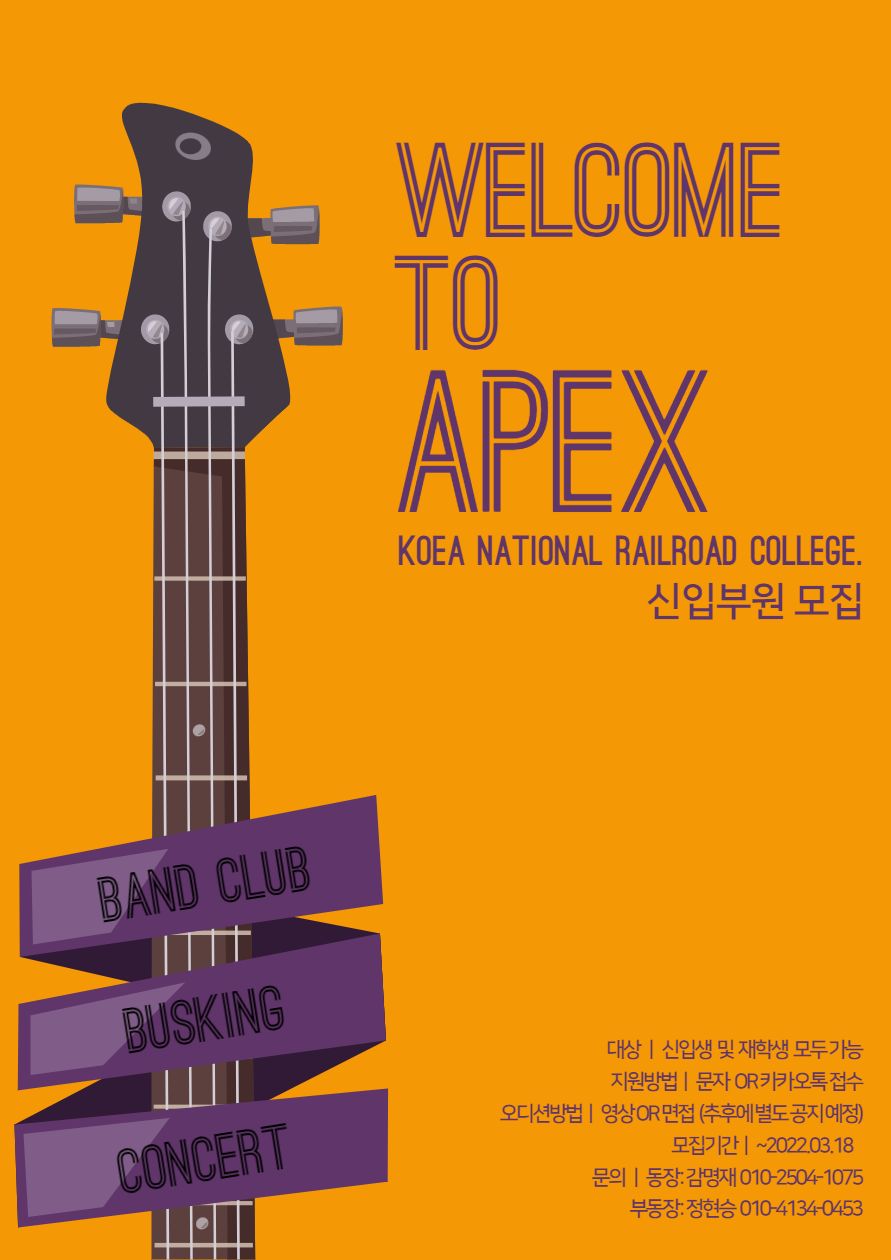 WELCOME
TO
APEX
KOEA NATIONAL RAILROAD COLLEGE.
신입부원 모집
BAND CLUB
BUSKING
CONCERT
대상 | 신입생 및 재학생 모두 가능
지원방법 | 문자 OR 카카오톡 접수
오디션방법 | 영상 OR 면접 (추후에 별도 공지 예정)
모집기간 | ~2022.03.18
문의 | 동장: 감명재 010-2504-1075
부동장: 정현승 010-4134-0453